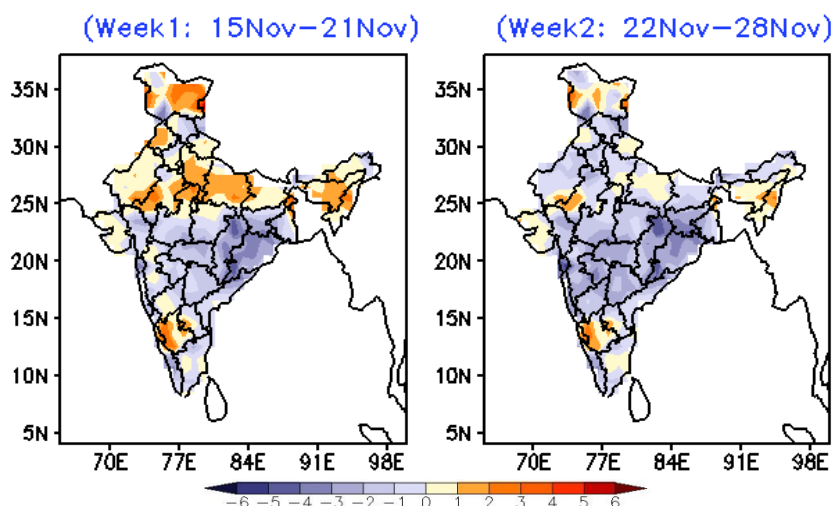 (Week1: 15Nov−21Nov)
(Week2: 22Nov−28Nov)
35N
30N
25N
20N
15N
10N
5N
70E 77E 84E 91E 98E
35N
30N
25N
20N
15N
10N
5N
70E 77E 84E 91E 98E
−6 −5 −4 −3 −2 −1 0 1 2 3 4 5 6